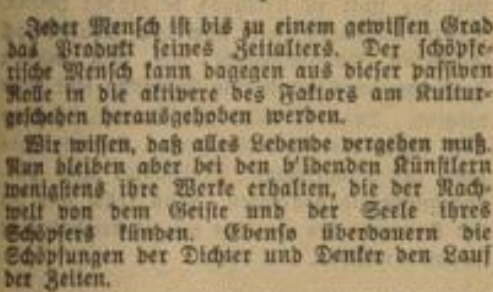 Jeder Mensch ist bis zu einem gewissen Grad
das Produkt seines Zeitalters. Der schöpfe-
rische Mensch kann dagegen aus dieser passiven
Rolle in die aktivere des Faktors am Kultur-
geschehen herausgehoben werden.
Wir wissen, daß alles Lebende vergehen muß.
Nun bleiben aber bei den b'ldenden Künstlern
wenigstens ihre Werke erhalten, die der Nach-
welt von dem Geiste und der Seele ihres
Schöpfers künden. Ebenso überdauern die
Schöpfungen der Dichter und Denker den Lauf
der Zeiten.